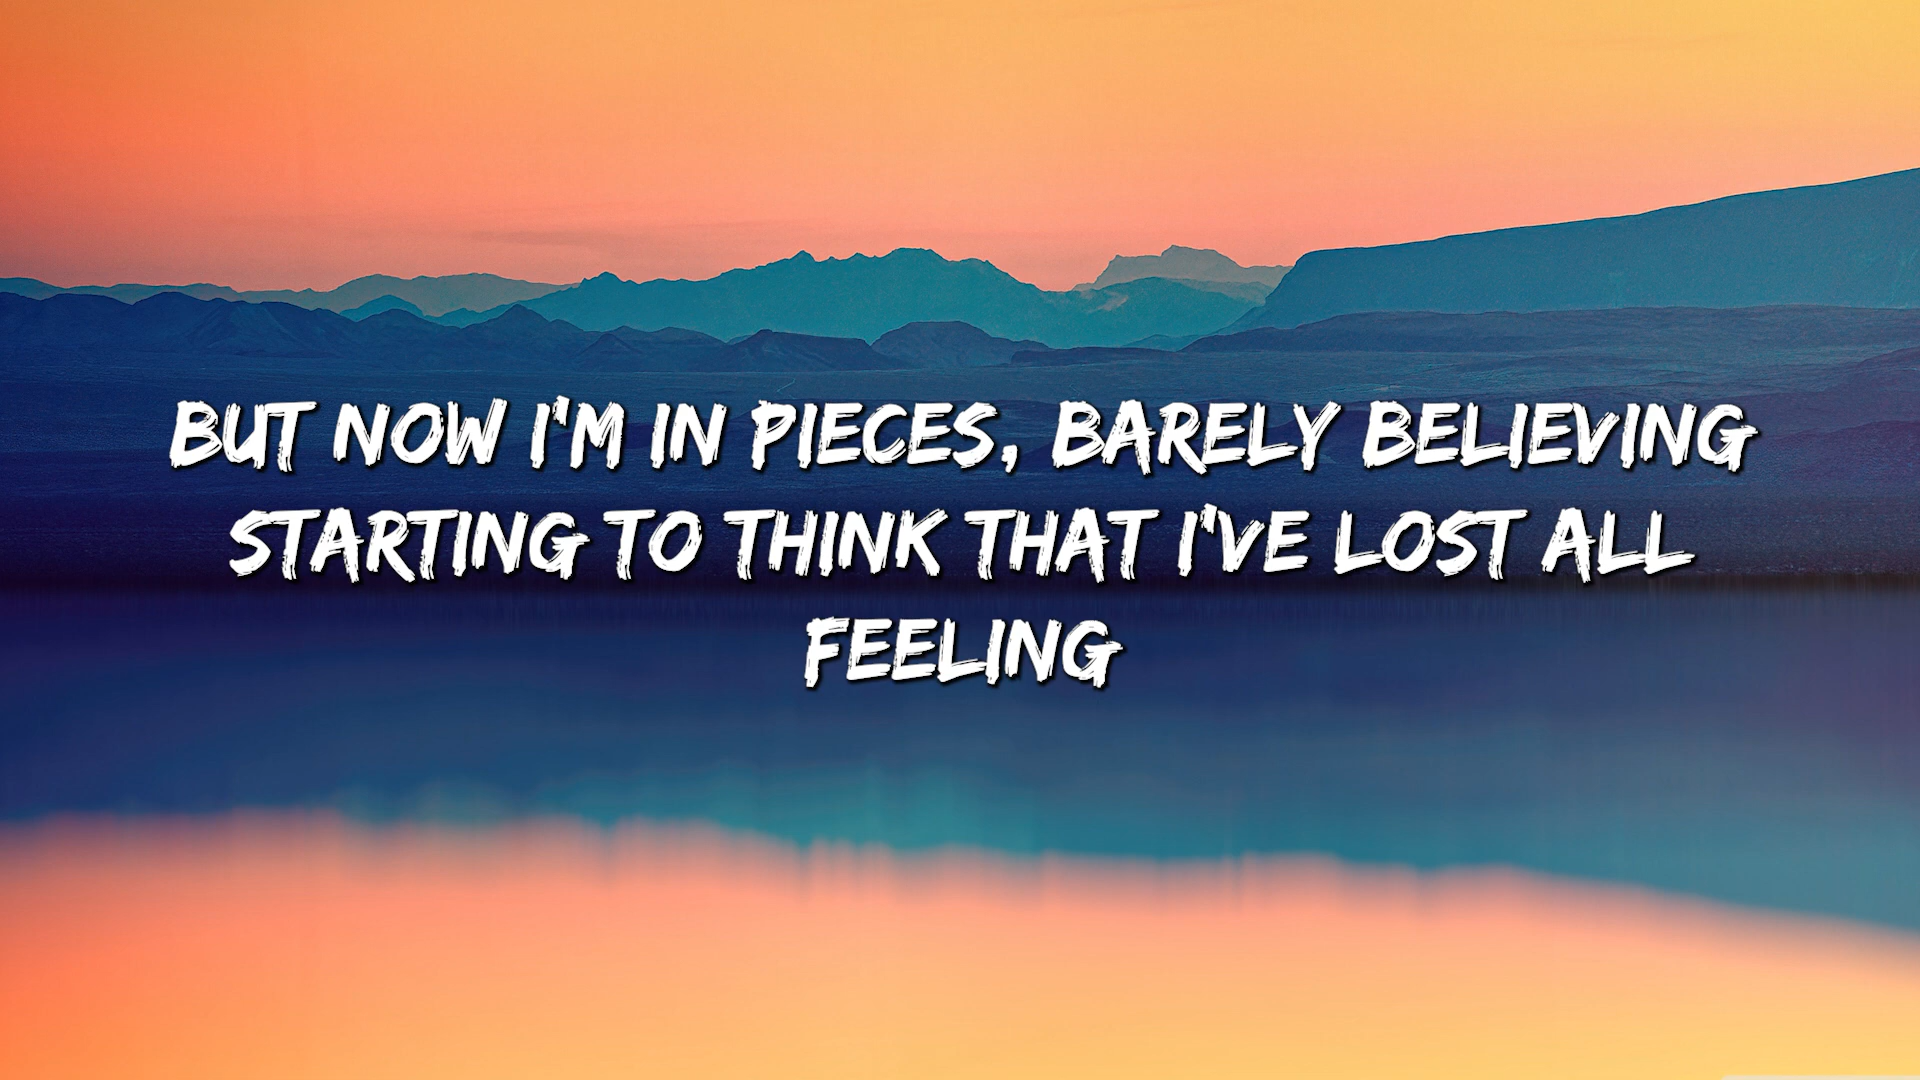 BUT NOW I'M IN PIECES, BARELY BELIEVING
STARTING TO THINK THAT I'VE LOST ALL
FEELING